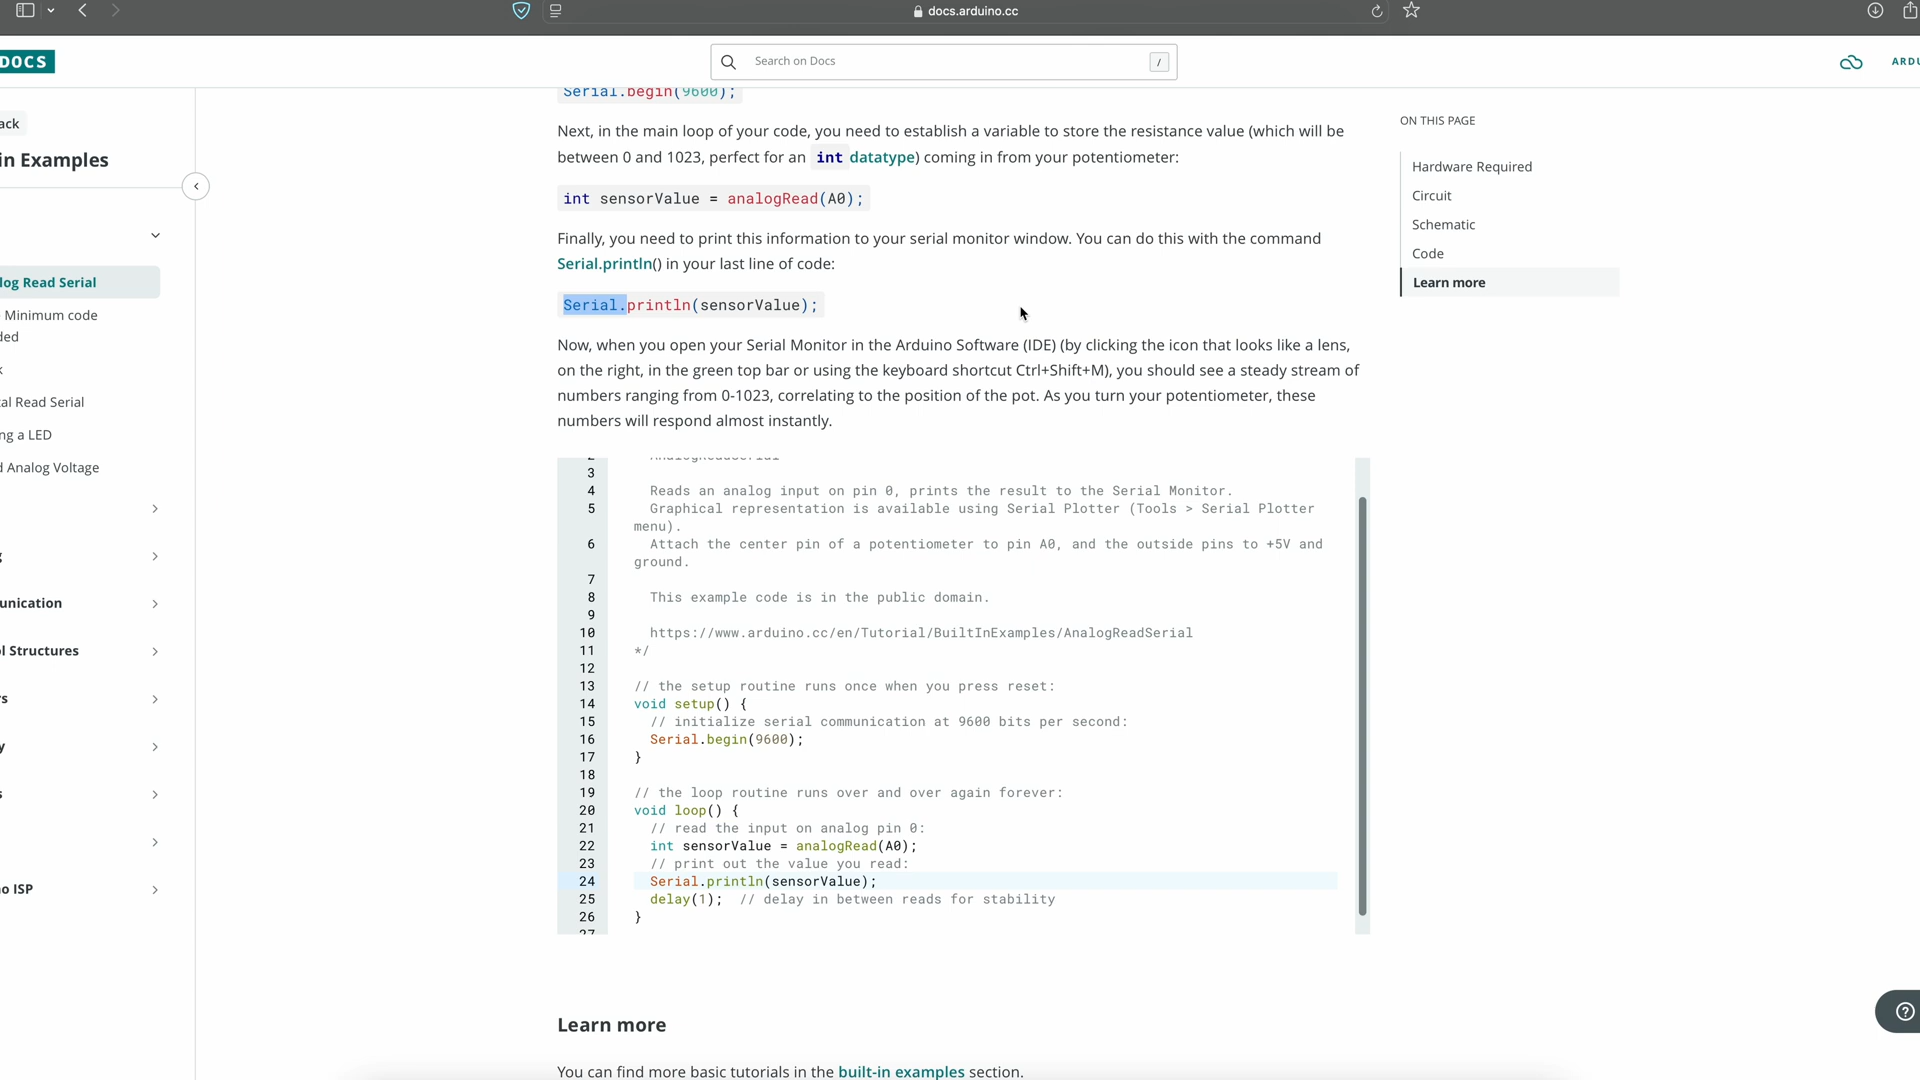 docs.arduino.cc
DOCS
Search on Docs
/
ARDU
ack
in Examples
log Read Serial
Minimum code
ded
k
al Read Serial
ng a LED
d Analog Voltage
g
unication
ol Structures
rs
y
s
no ISP
Serial.begin(9600);
Next, in the main loop of your code, you need to establish a variable to store the resistance value (which will be
between 0 and 1023, perfect for an int datatype) coming in from your potentiometer:
int sensorValue = analogRead(A0);
Finally, you need to print this information to your serial monitor window. You can do this with the command
Serial.println() in your last line of code:
Serial.println(sensorValue);
Now, when you open your Serial Monitor in the Arduino Software (IDE) (by clicking the icon that looks like a lens,
on the right, in the green top bar or using the keyboard shortcut Ctrl+Shift+M), you should see a steady stream of
numbers ranging from 0-1023, correlating to the position of the pot. As you turn your potentiometer, these
numbers will respond almost instantly.
2 AnalogReadSerial
3
4 Reads an analog input on pin 0, prints the result to the Serial Monitor.
5 Graphical representation is available using Serial Plotter (Tools > Serial Plotter
menu).
6 Attach the center pin of a potentiometer to pin A0, and the outside pins to +5V and
ground.
7
8 This example code is in the public domain.
9
10 https://www.arduino.cc/en/Tutorial/BuiltInExamples/AnalogReadSerial
11 */
12
13 // the setup routine runs once when you press reset:
14 void setup() {
15 // initialize serial communication at 9600 bits per second:
16 Serial.begin(9600);
17 }
18
19 // the loop routine runs over and over again forever:
20 void loop() {
21 // read the input on analog pin 0:
22 int sensorValue = analogRead(A0);
23 // print out the value you read:
24 Serial.println(sensorValue);
25 delay(1); // delay in between reads for stability
26 }
27
Learn more
You can find more basic tutorials in the built-in examples section.
ON THIS PAGE
Hardware Required
Circuit
Schematic
Code
Learn more